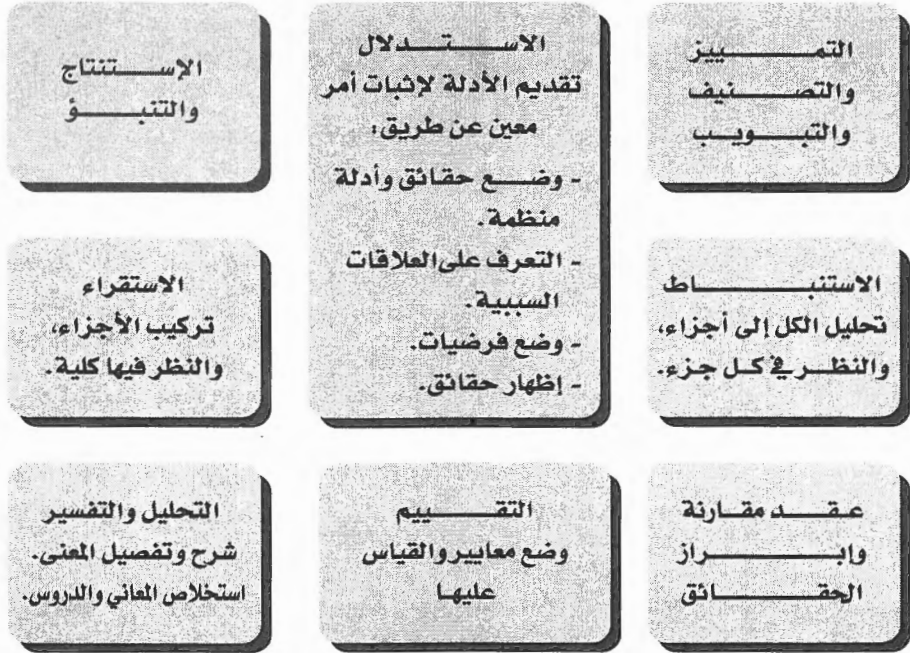 التمييز
والتصنيف
والتبويب
الاستدلال
تقديم الأدلة لإثبات أمر
معين عن طريق:
- وضع حقائق وأدلة
منظمة.
- التعرف على العلاقات
السببية.
- وضع فرضيات.
- إظهار حقائق.
الإستنتاج
والتنبؤ
الاستنباط
تحليل الكل إلى أجزاء،
والنظر في كل جزء.
الاستقراء
تركيب الأجزاء،
والنظر فيها كلية.
عقد مقارنة
وابراز
الحقائق
التقييم
وضع معايير والقياس
عليها
التحليل والتفسير
شرح وتفصيل المعنى.
استخلاص المعاني والدروس.